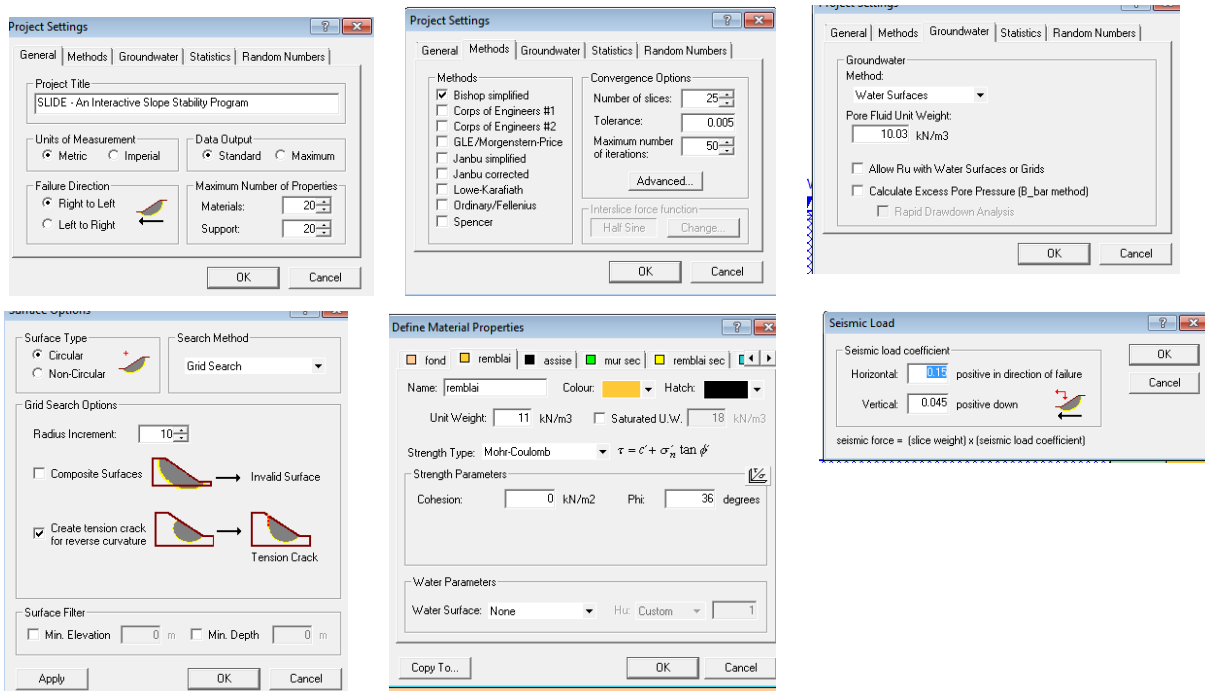 Project Settings
General Methods Groundwater Statistics Random Numbers
Project Title
SLIDE - An Interactive Slope Stability Program
Units of Measurement
Metric Imperial
Data Output
Standard Maximum
Failure Direction
Right to Left
Left to Right
Maximum Number of Properties
Materials: 20
Support: 20
OK Cancel
Project Settings
General Methods Groundwater Statistics Random Numbers
Methods
Bishop simplified
Corps of Engineers #1
Corps of Engineers #2
GLE/Morgenstern-Price
Janbu simplified
Janbu corrected
Lowe-Karafiath
Ordinary/Fellenius
Spencer
Convergence Options
Number of slices: 25
Tolerance: 0.005
Maximum number
of iterations: 50
Advanced...
Interslice force function
Half Sine Change...
OK Cancel
Project Settings
General Methods Groundwater Statistics Random Numbers
Groundwater
Method:
Water Surfaces
Pore Fluid Unit Weight:
10.03 kN/m3
Allow Ru with Water Surfaces or Grids
Calculate Excess Pore Pressure (B_bar method)
Rapid Drawdown Analysis
OK Cancel
Surface Options
Surface Type
Circular
Non-Circular
Search Method
Grid Search
Grid Search Options
Radius Increment: 10
Composite Surfaces Invalid Surface
Create tension crack
for reverse curvature
Tension Crack
Surface Filter
Min. Elevation 0 m Min. Depth 0 m
Apply OK Cancel
Define Material Properties
fond remblai assise mur sec remblai sec
Name: remblai Colour: Hatch:
Unit Weight: 11 kN/m3 Saturated U.W. 18 kN/m3
Strength Type: Mohr-Coulomb τ = c′ + σ′n tan ϕ′
Strength Parameters
τ/σ
Cohesion: 0 kN/m2 Phi: 36 degrees
Water Parameters
Water Surface: None Hu: Custom 1
Copy To... OK Cancel
Seismic Load
Seismic load coefficient
Horizontal: 0.15 positive in direction of failure
Vertical: 0.045 positive down
seismic force = (slice weight) x (seismic load coefficient)
OK
Cancel